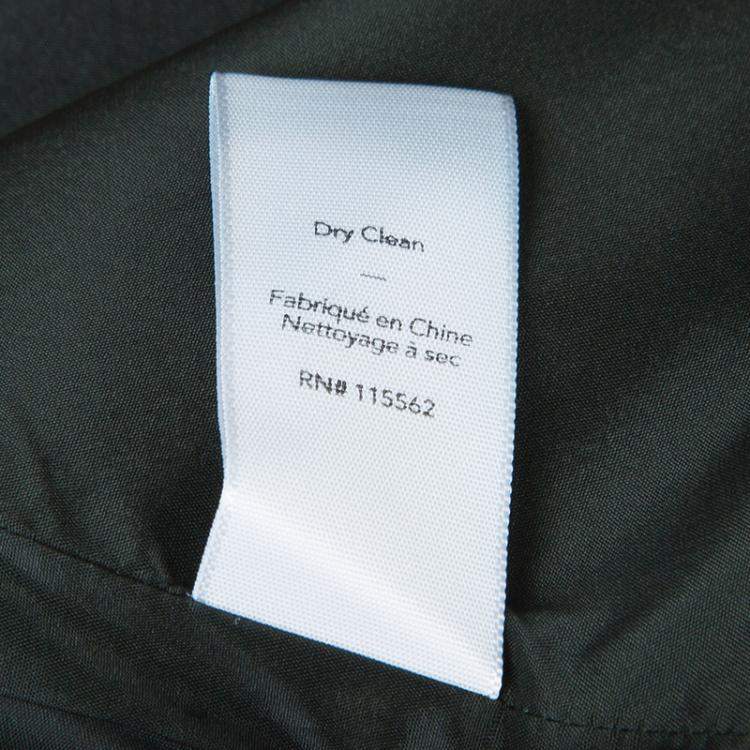 Dry Clean
Fabriqué en Chine
Nettoyage à sec
RN# 115562